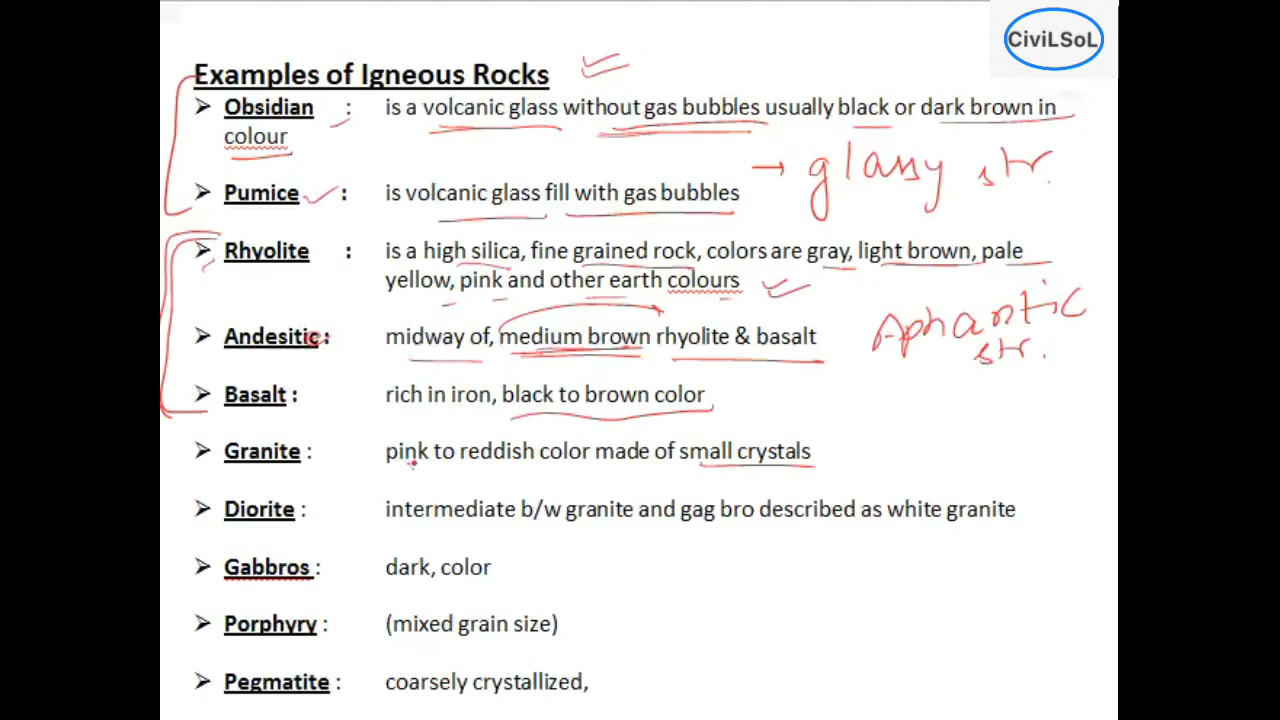 CiviLSoL
Examples of Igneous Rocks
➢ Obsidian : is a volcanic glass without gas bubbles usually black or dark brown in
colour
→ glassy str.
➢ Pumice : is volcanic glass fill with gas bubbles
➢ Rhyolite : is a high silica, fine grained rock, colors are gray, light brown, pale
yellow, pink and other earth colours
Aphantic
str.
➢ Andesitic: midway of, medium brown rhyolite & basalt
➢ Basalt : rich in iron, black to brown color
➢ Granite : pink to reddish color made of small crystals
➢ Diorite : intermediate b/w granite and gag bro described as white granite
➢ Gabbros : dark, color
➢ Porphyry : (mixed grain size)
➢ Pegmatite : coarsely crystallized,